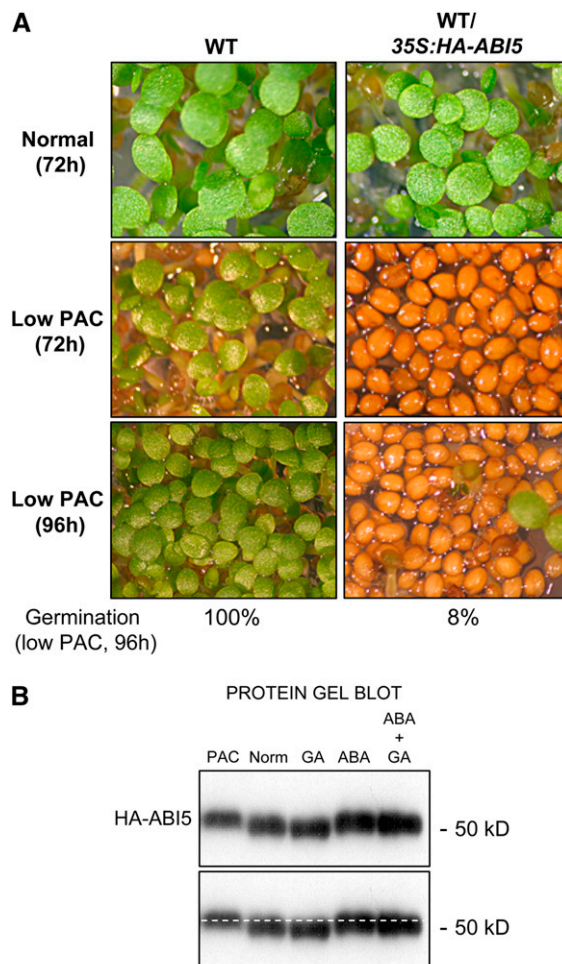 A
WT
WT/
35S:HA-ABI5
Normal
(72h)
Low PAC
(72h)
Low PAC
(96h)
Germination 100% 8%
(low PAC, 96h)
B
PROTEIN GEL BLOT
PAC Norm GA ABA ABA
+
GA
HA-ABI5
- 50 kD
- 50 kD